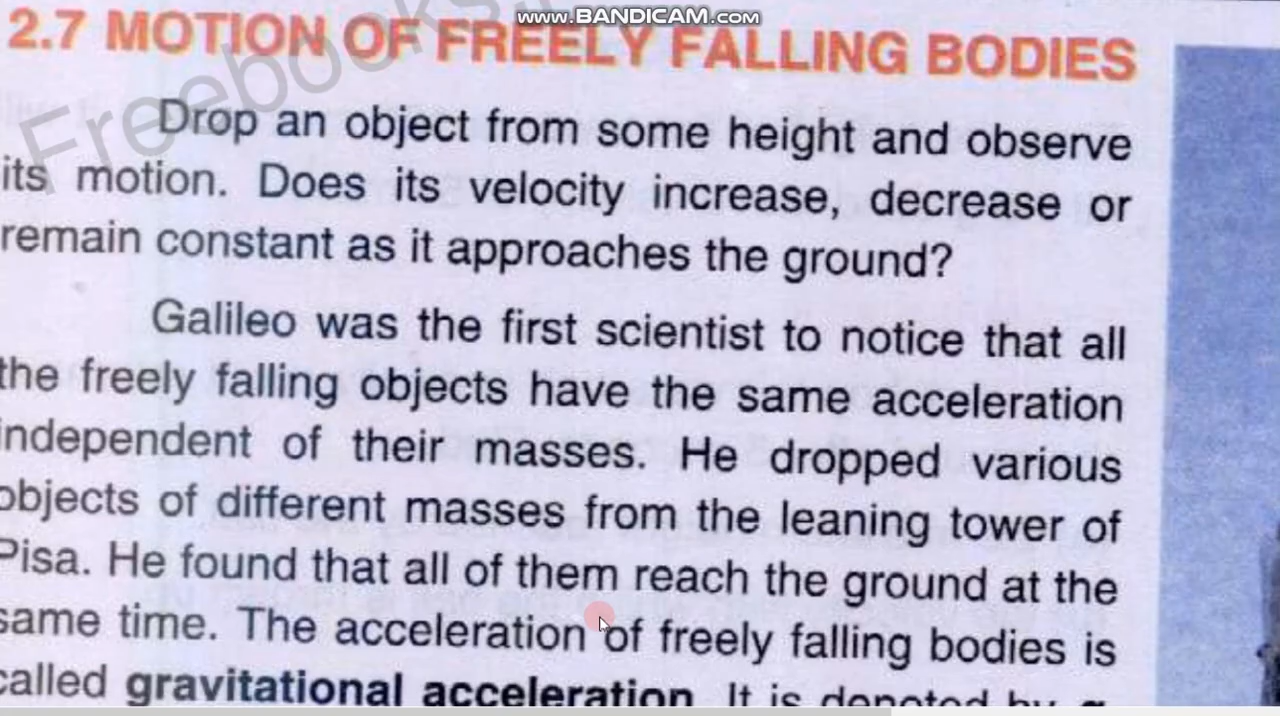 www.BANDICAM.com
2.7 MOTION OF FREELY FALLING BODIES
Freebooks.
Drop an object from some height and observe
its motion. Does its velocity increase, decrease or
remain constant as it approaches the ground?
Galileo was the first scientist to notice that all
the freely falling objects have the same acceleration
independent of their masses. He dropped various
objects of different masses from the leaning tower of
Pisa. He found that all of them reach the ground at the
same time. The acceleration of freely falling bodies is
called gravitational acceleration. It is denoted by g